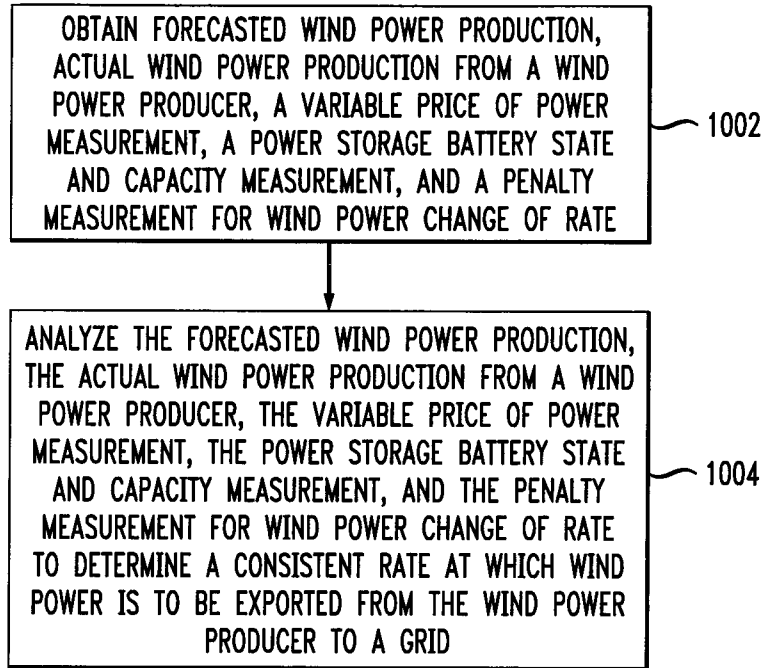 OBTAIN FORECASTED WIND POWER PRODUCTION,
ACTUAL WIND POWER PRODUCTION FROM A WIND
POWER PRODUCER, A VARIABLE PRICE OF POWER
MEASUREMENT, A POWER STORAGE BATTERY STATE
AND CAPACITY MEASUREMENT, AND A PENALTY
MEASUREMENT FOR WIND POWER CHANGE OF RATE
1002
ANALYZE THE FORECASTED WIND POWER PRODUCTION,
THE ACTUAL WIND POWER PRODUCTION FROM A WIND
POWER PRODUCER, THE VARIABLE PRICE OF POWER
MEASUREMENT, THE POWER STORAGE BATTERY STATE
AND CAPACITY MEASUREMENT, AND THE PENALTY
MEASUREMENT FOR WIND POWER CHANGE OF RATE
TO DETERMINE A CONSISTENT RATE AT WHICH WIND
POWER IS TO BE EXPORTED FROM THE WIND POWER
PRODUCER TO A GRID
1004